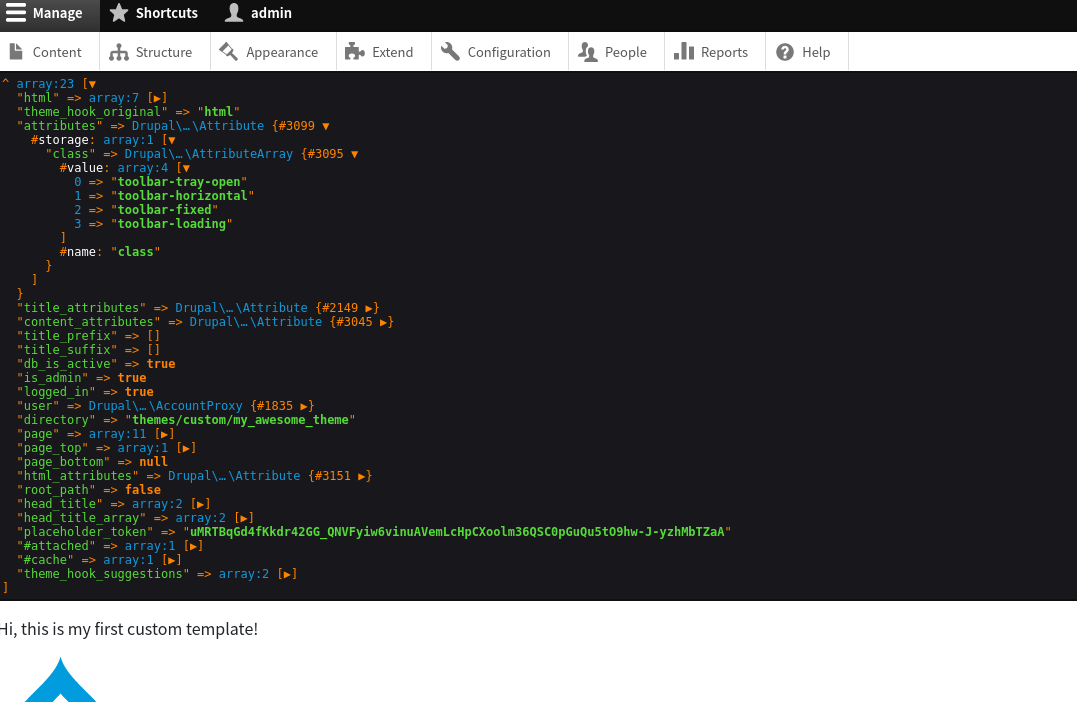 Manage Shortcuts admin
Content Structure Appearance Extend Configuration People Reports Help
^ array:23 [▼
"html" => array:7 [▶]
"theme_hook_original" => "html"
"attributes" => Drupal\…\Attribute {#3099 ▼
#storage: array:1 [▼
"class" => Drupal\…\AttributeArray {#3095 ▼
#value: array:4 [▼
0 => "toolbar-tray-open"
1 => "toolbar-horizontal"
2 => "toolbar-fixed"
3 => "toolbar-loading"
]
#name: "class"
}
]
}
"title_attributes" => Drupal\…\Attribute {#2149 ▶}
"content_attributes" => Drupal\…\Attribute {#3045 ▶}
"title_prefix" => []
"title_suffix" => []
"db_is_active" => true
"is_admin" => true
"logged_in" => true
"user" => Drupal\…\AccountProxy {#1835 ▶}
"directory" => "themes/custom/my_awesome_theme"
"page" => array:11 [▶]
"page_top" => array:1 [▶]
"page_bottom" => null
"html_attributes" => Drupal\…\Attribute {#3151 ▶}
"root_path" => false
"head_title" => array:2 [▶]
"head_title_array" => array:2 [▶]
"placeholder_token" => "uMRTBqGd4fKkdr42GG_QNVFyiw6vinuAVemLcHpCXoolm36QSC0pGuQu5tO9hw-J-yzhMbTZaA"
"#attached" => array:1 [▶]
"#cache" => array:1 [▶]
"theme_hook_suggestions" => array:2 [▶]
]
Hi, this is my first custom template!